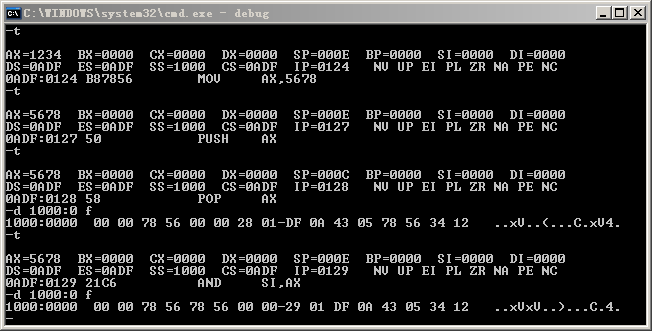 C:\WINDOWS\system32\cmd.exe - debug
-t
AX=1234  BX=0000  CX=0000  DX=0000  SP=000E  BP=0000  SI=0000  DI=0000
DS=0ADF  ES=0ADF  SS=1000  CS=0ADF  IP=0124   NV UP EI PL ZR NA PE NC
0ADF:0124 B87856        MOV     AX,5678
-t
AX=5678  BX=0000  CX=0000  DX=0000  SP=000E  BP=0000  SI=0000  DI=0000
DS=0ADF  ES=0ADF  SS=1000  CS=0ADF  IP=0127   NV UP EI PL ZR NA PE NC
0ADF:0127 50            PUSH    AX
-t
AX=5678  BX=0000  CX=0000  DX=0000  SP=000C  BP=0000  SI=0000  DI=0000
DS=0ADF  ES=0ADF  SS=1000  CS=0ADF  IP=0128   NV UP EI PL ZR NA PE NC
0ADF:0128 58            POP     AX
-d 1000:0 f
1000:0000  00 00 78 56 00 00 28 01-DF 0A 43 05 78 56 34 12   ..xV..(...C.xV4.
-t
AX=5678  BX=0000  CX=0000  DX=0000  SP=000E  BP=0000  SI=0000  DI=0000
DS=0ADF  ES=0ADF  SS=1000  CS=0ADF  IP=0129   NV UP EI PL ZR NA PE NC
0ADF:0129 21C6          AND     SI,AX
-d 1000:0 f
1000:0000  00 00 78 56 78 56 00 00-29 01 DF 0A 43 05 34 12   ..xVxV..)...C.4.
-